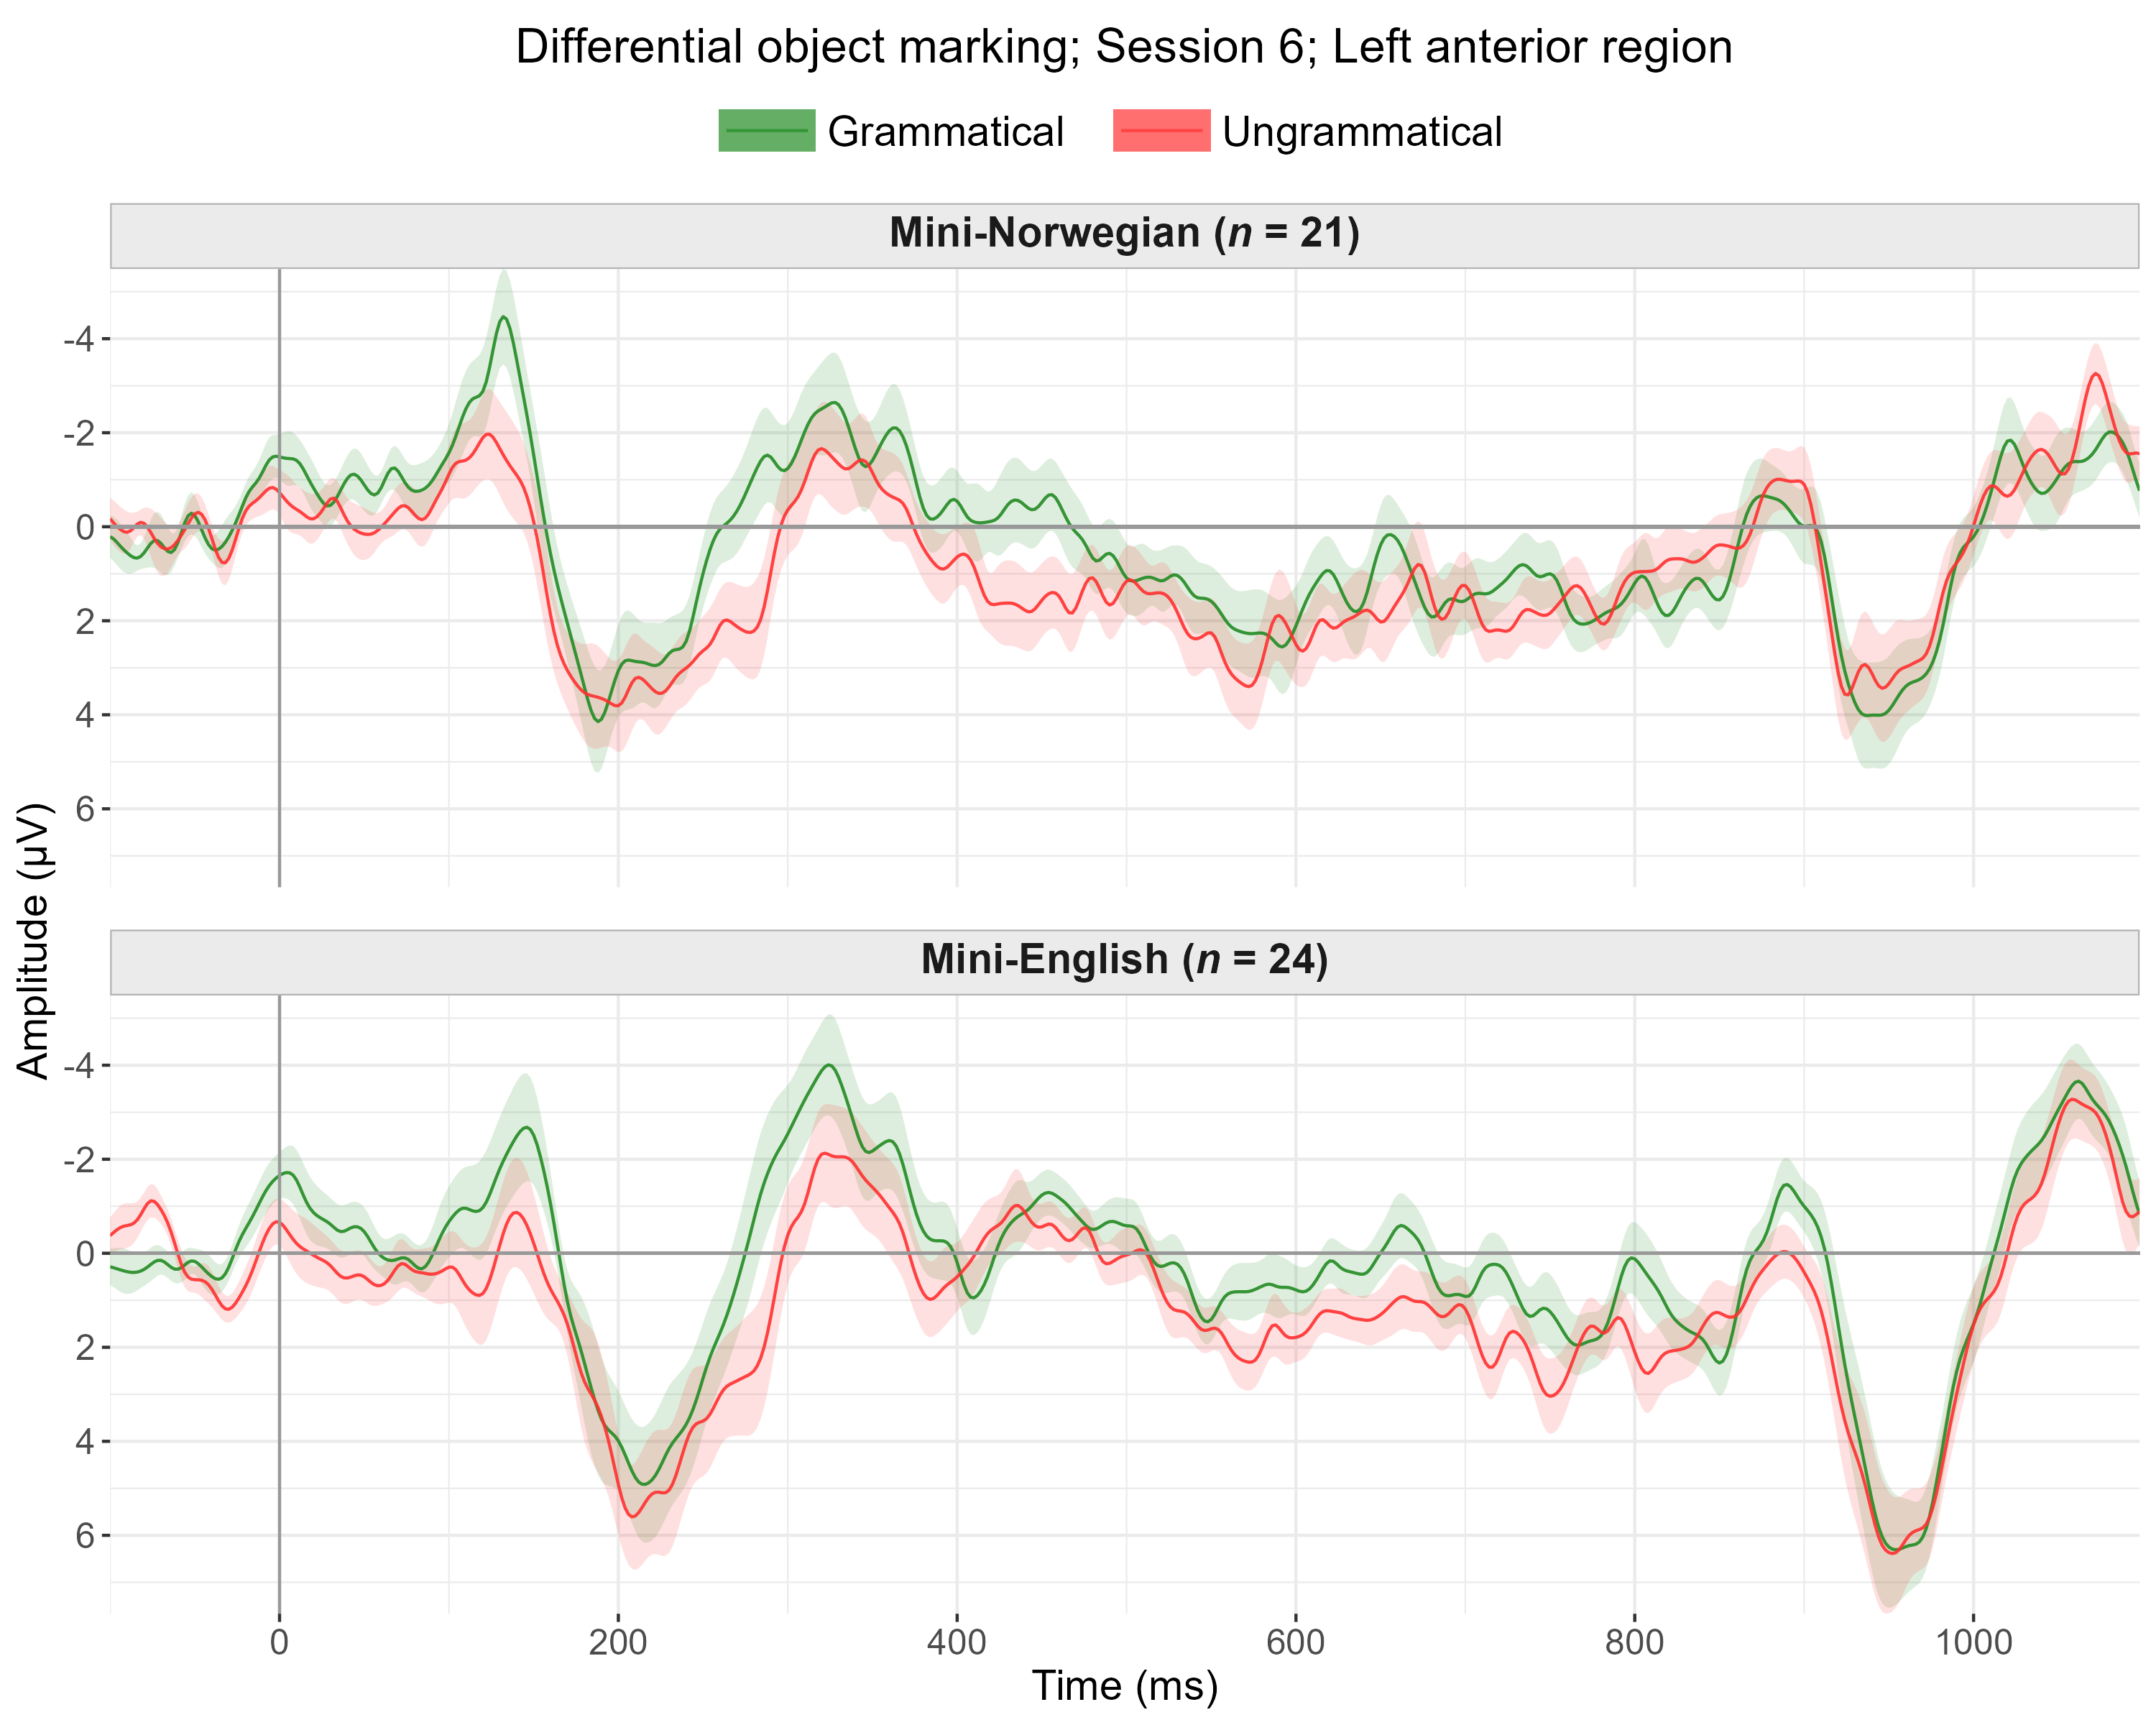 Differential object marking; Session 6; Left anterior region
Grammatical Ungrammatical
Mini-Norwegian (n = 21)
-4
-2
0
2
4
6
Amplitude (µV)
Mini-English (n = 24)
-4
-2
0
2
4
6
0 200 400 600 800 1000
Time (ms)